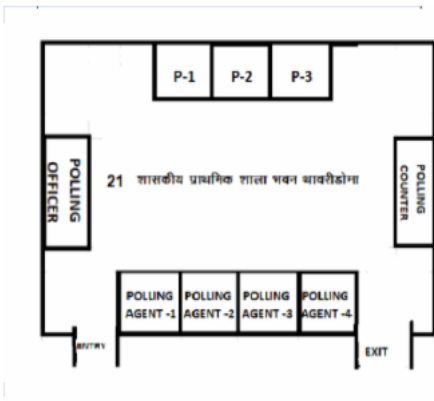 P-1 P-2 P-3
POLLING
OFFICER
21 शासकीय प्राथमिक शाला भवन थावरीडोमा
POLLING
COUNTER
POLLING
AGENT -1
POLLING
AGENT -2
POLLING
AGENT -3
POLLING
AGENT -4
ENTRY
EXIT